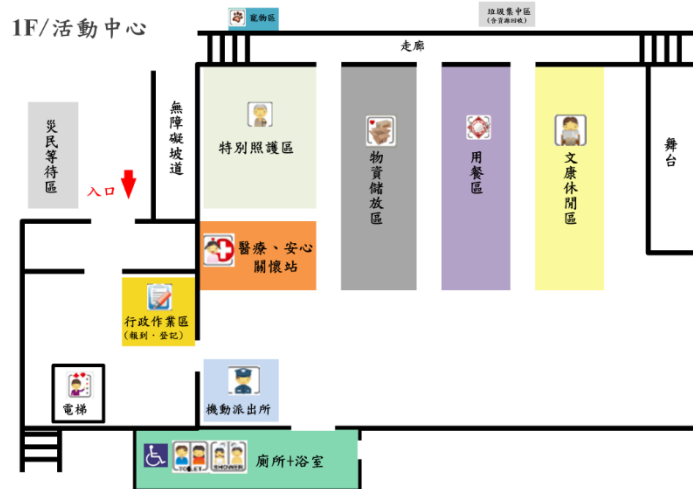 1F/活動中心
寵物區
垃圾集中區
(含資源回收)
走廊
災民等待區
入口
無障礙坡道
特別照護區
物資儲放區
用餐區
文康休閒區
舞台
醫療、安心
關懷站
行政作業區
(報到、登記)
電梯
機動派出所
TOILET
SHOWER
廁所+浴室